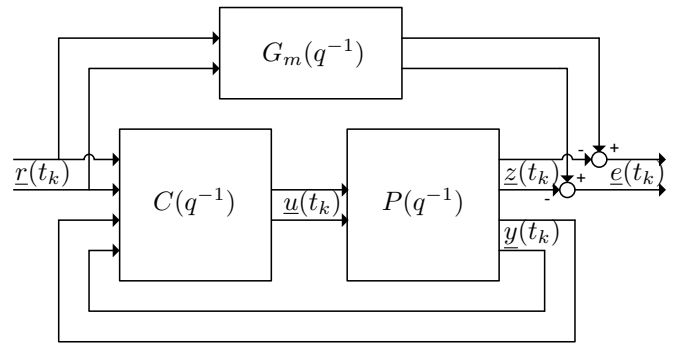 G_m(q^{-1})
+
-
r(t_k)
z(t_k)
+
e(t_k)
-
C(q^{-1})
u(t_k)
P(q^{-1})
y(t_k)